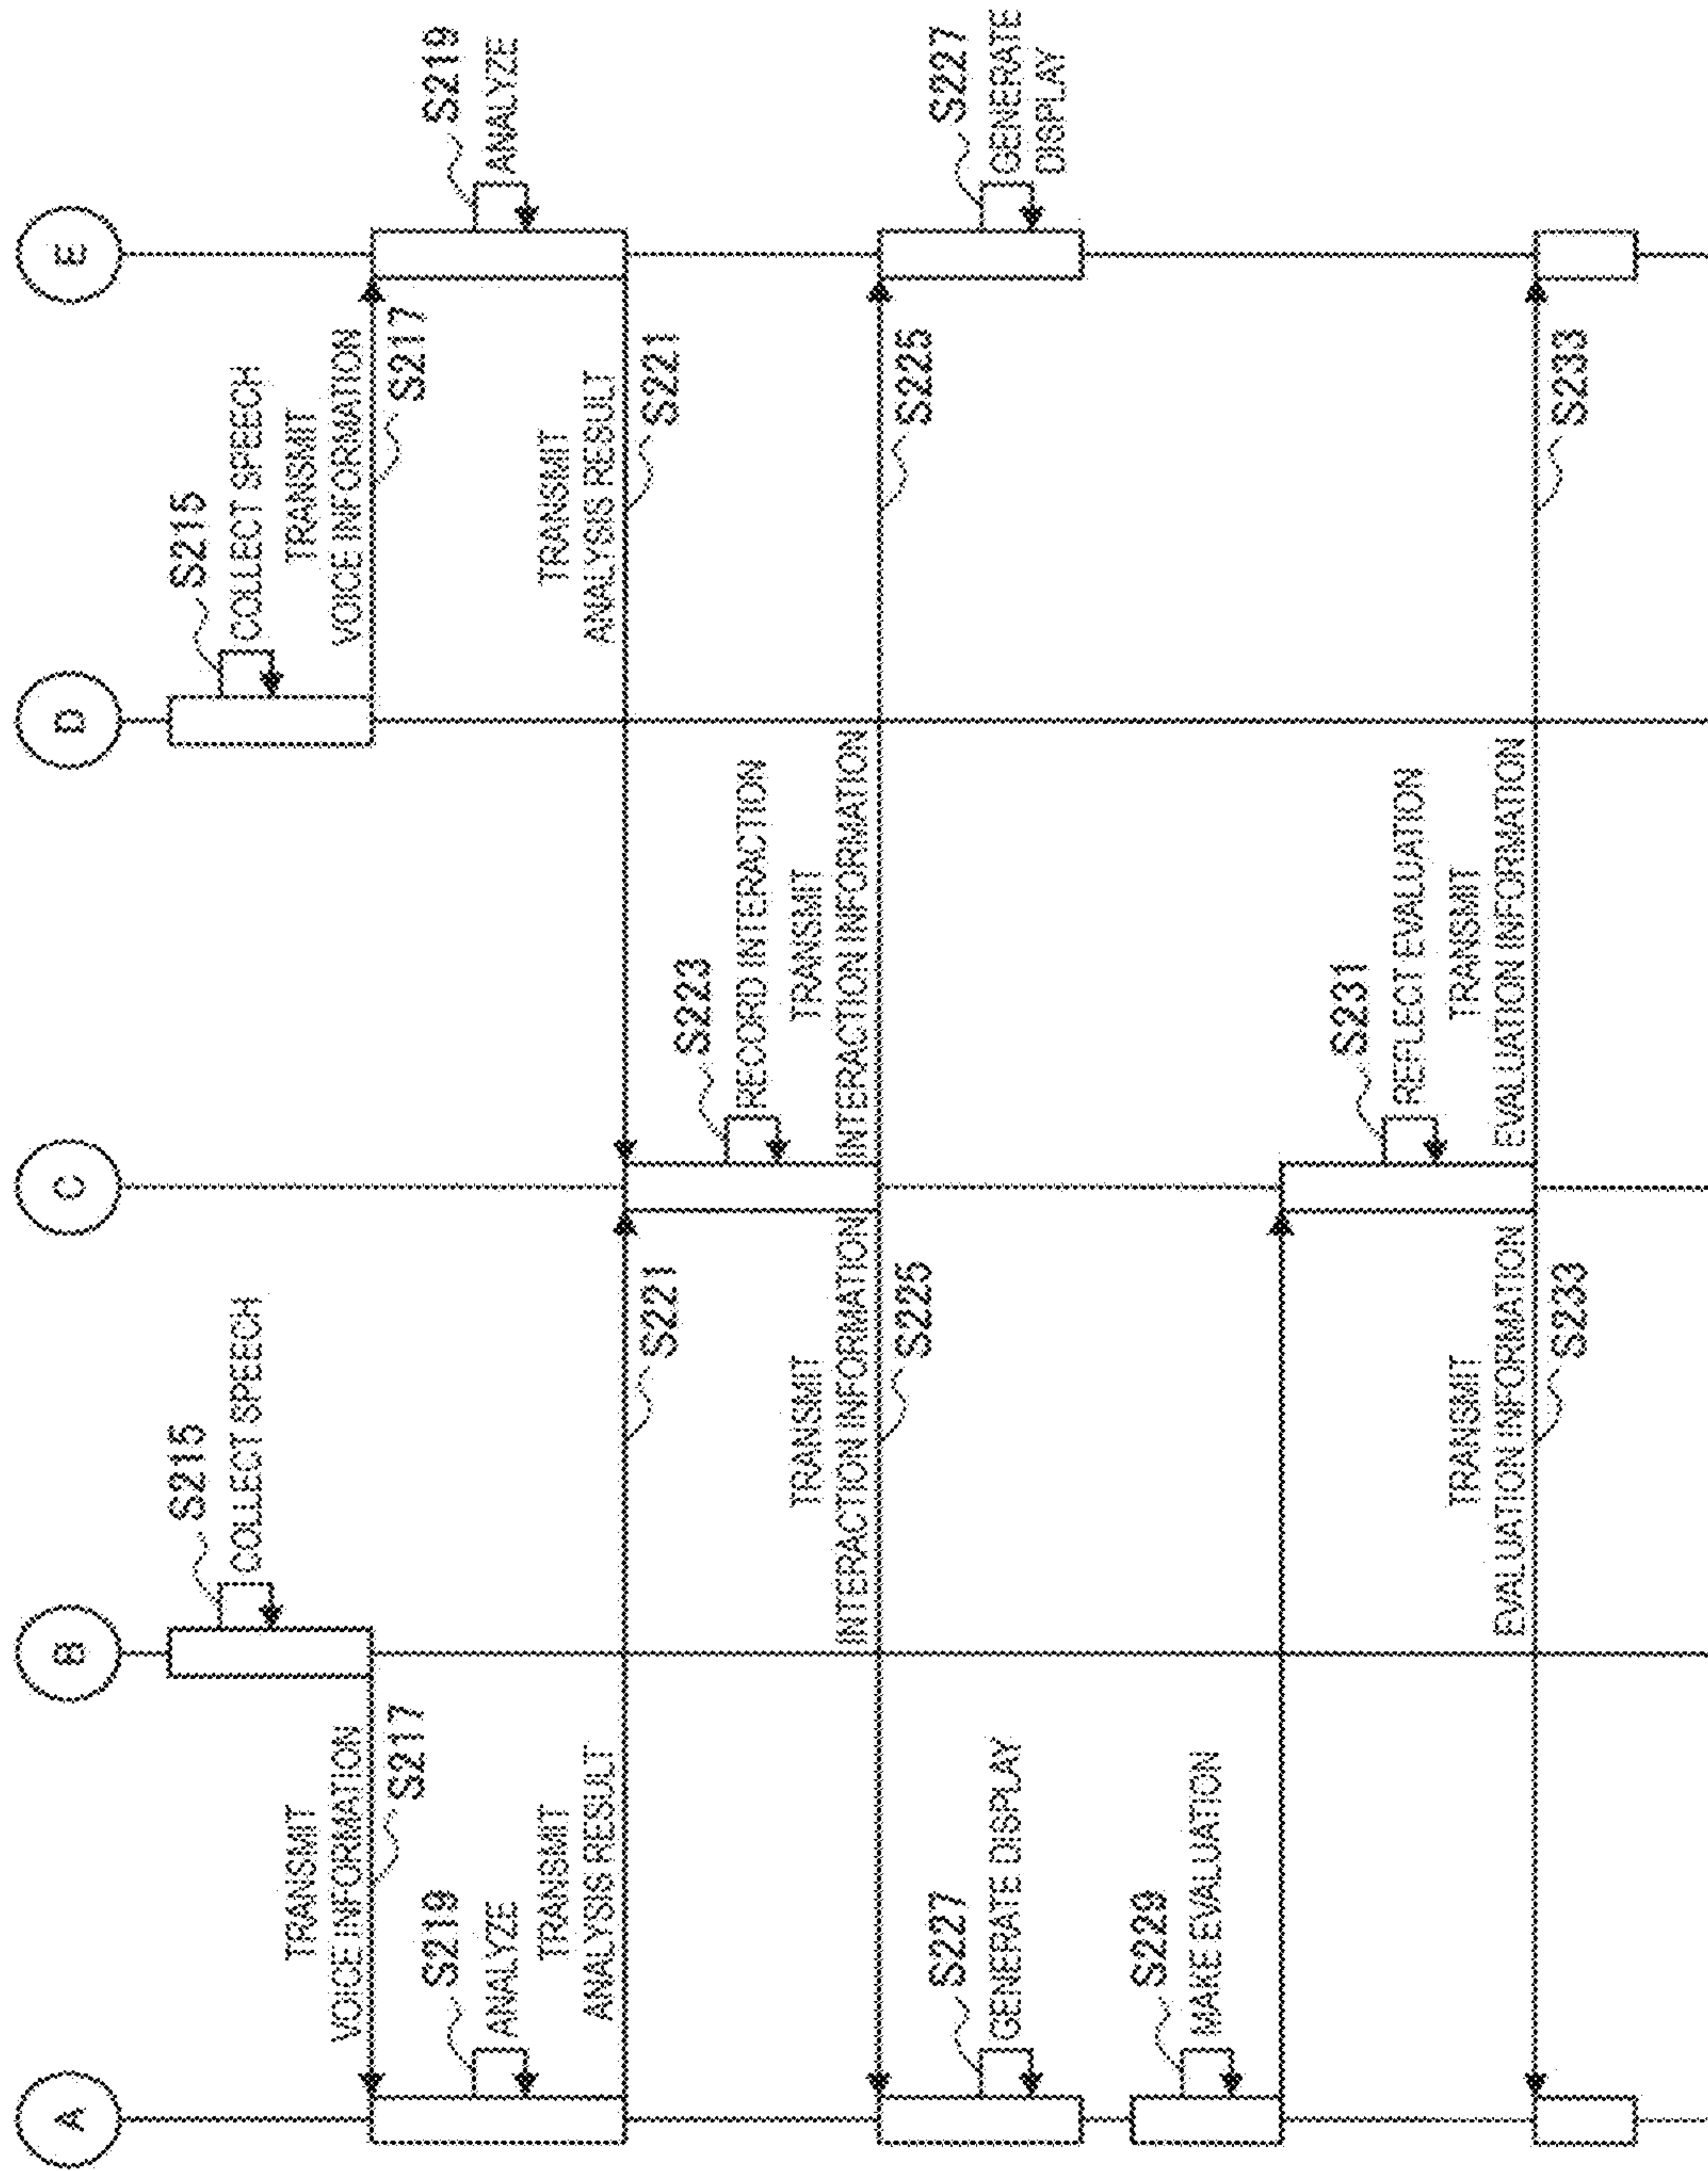 A
B
C
D
E
S215
COLLECT SPEECH
S215
COLLECT SPEECH
TRANSMIT
VOICE INFORMATION
S217
TRANSMIT
VOICE INFORMATION
S217
S219
ANALYZE
S219
ANALYZE
TRANSMIT
ANALYSIS RESULT
S221
TRANSMIT
ANALYSIS RESULT
S221
S223
RECORD INTERACTION
TRANSMIT
INTERACTION INFORMATION
S225
TRANSMIT
INTERACTION INFORMATION
S225
S227
GENERATE DISPLAY
S227
GENERATE
DISPLAY
S229
MAKE EVALUATION
S231
REFLECT EVALUATION
TRANSMIT
EVALUATION INFORMATION
S233
TRANSMIT
EVALUATION INFORMATION
S233